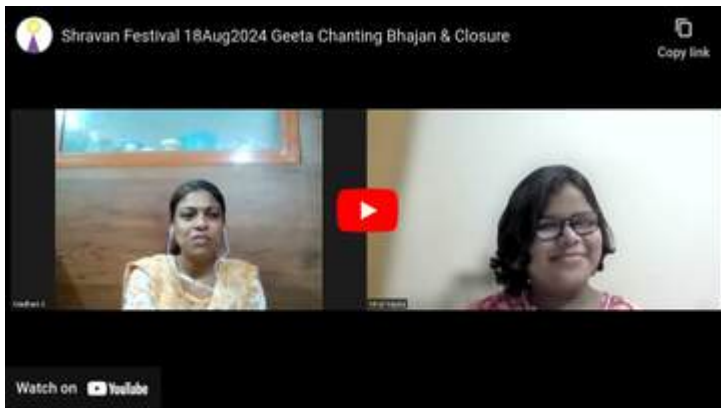 Shravan Festival 18Aug2024 Geeta Chanting Bhajan & Closure
Copy link
Watch on YouTube